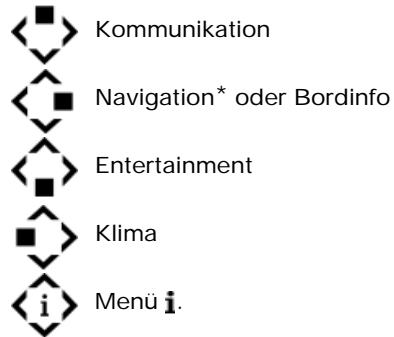 Kommunikation
Navigation* oder Bordinfo
Entertainment
Klima
i Menü i.